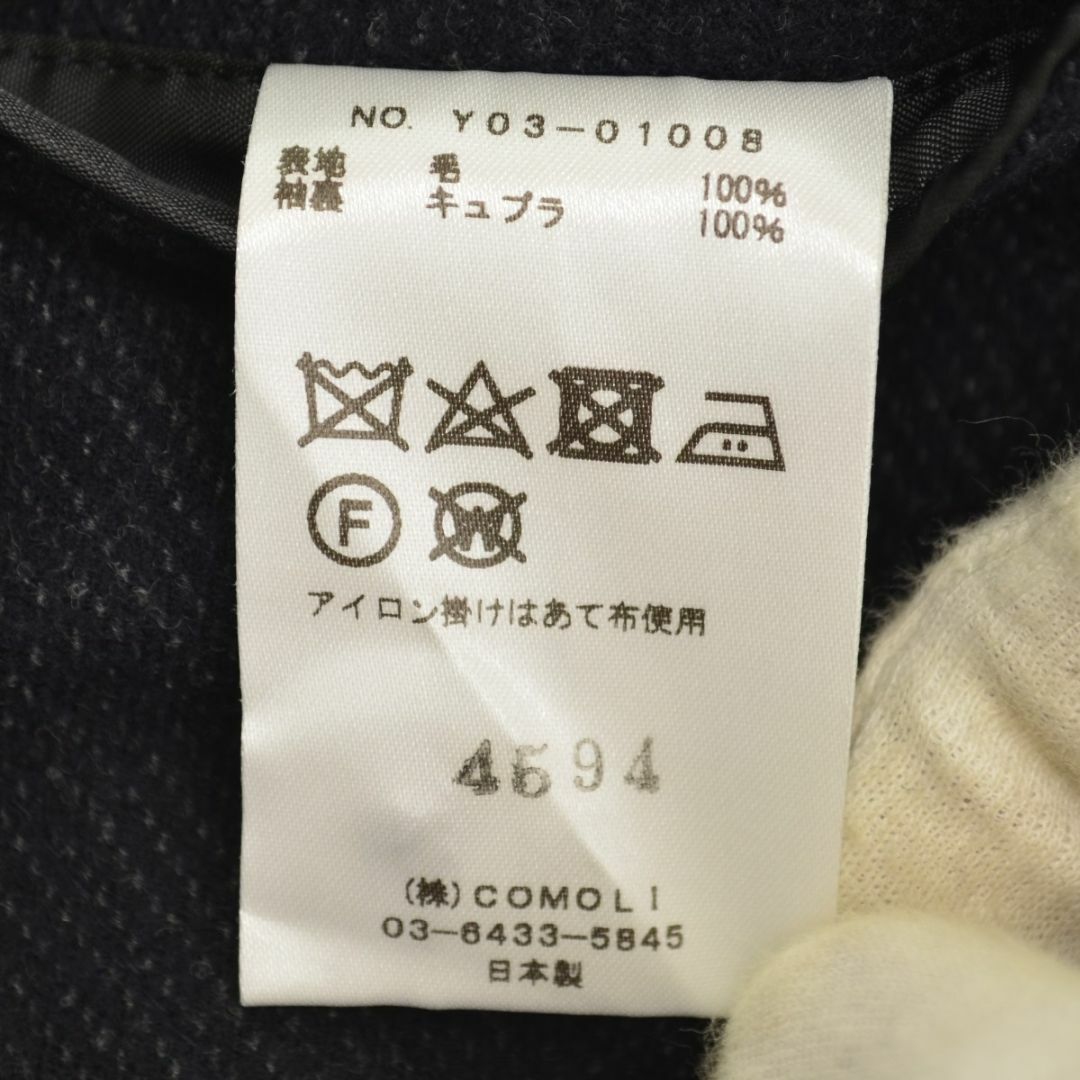 NO. Y03-01008
表地 毛 100%
袖裏 キュプラ 100%
F
W
アイロン掛けはあて布使用
4594
(株)COMOLI
03-6433-5845
日本製